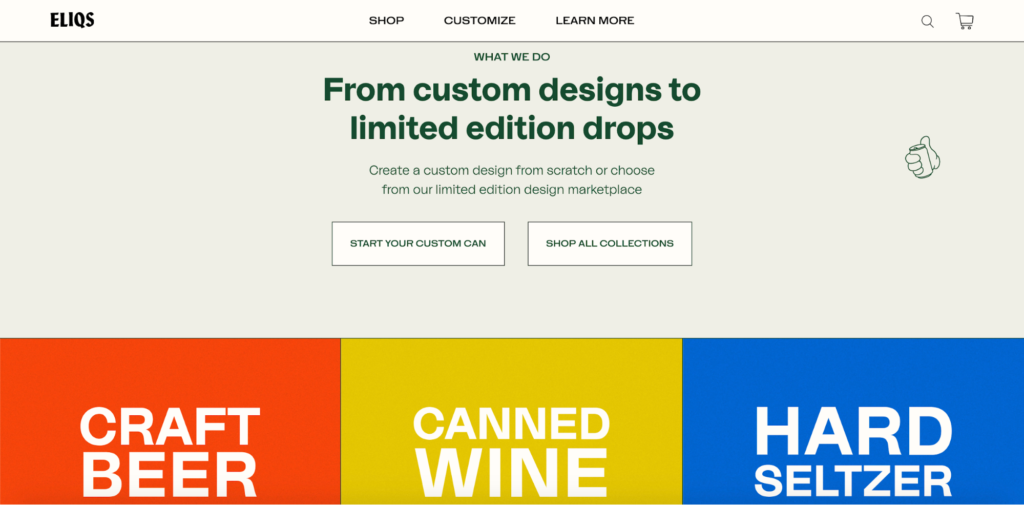 ELIQS
SHOP
CUSTOMIZE
LEARN MORE
WHAT WE DO
From custom designs to
limited edition drops
Create a custom design from scratch or choose
from our limited edition design marketplace
START YOUR CUSTOM CAN
SHOP ALL COLLECTIONS
CRAFT
BEER
CANNED
WINE
HARD
SELTZER